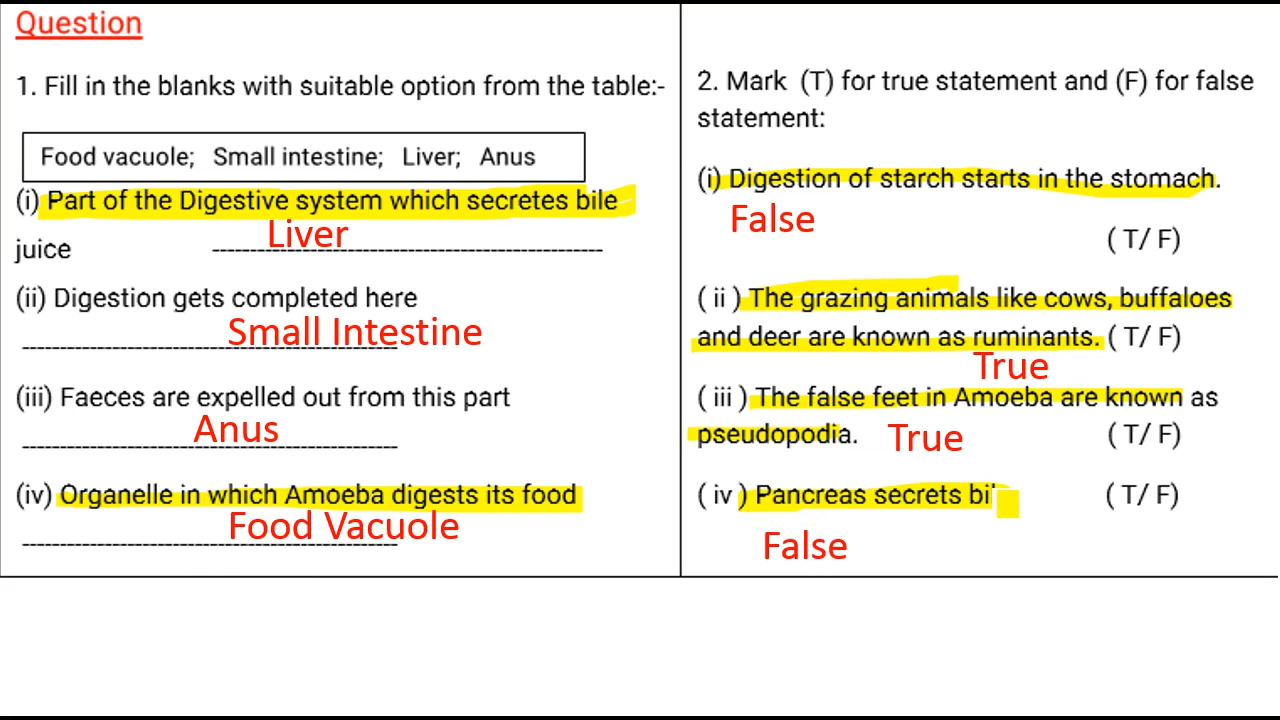 Question
1. Fill in the blanks with suitable option from the table:-
Food vacuole; Small intestine; Liver; Anus
(i) Part of the Digestive system which secretes bile
Liver
juice
(ii) Digestion gets completed here
Small Intestine
(iii) Faeces are expelled out from this part
Anus
(iv) Organelle in which Amoeba digests its food
Food Vacuole
2. Mark (T) for true statement and (F) for false
statement:
(i) Digestion of starch starts in the stomach.
False
( T/ F)
( ii ) The grazing animals like cows, buffaloes
and deer are known as ruminants. ( T/ F)
True
( iii ) The false feet in Amoeba are known as
pseudopodia. True ( T/ F)
( iv ) Pancreas secrets ( T/ F)
False